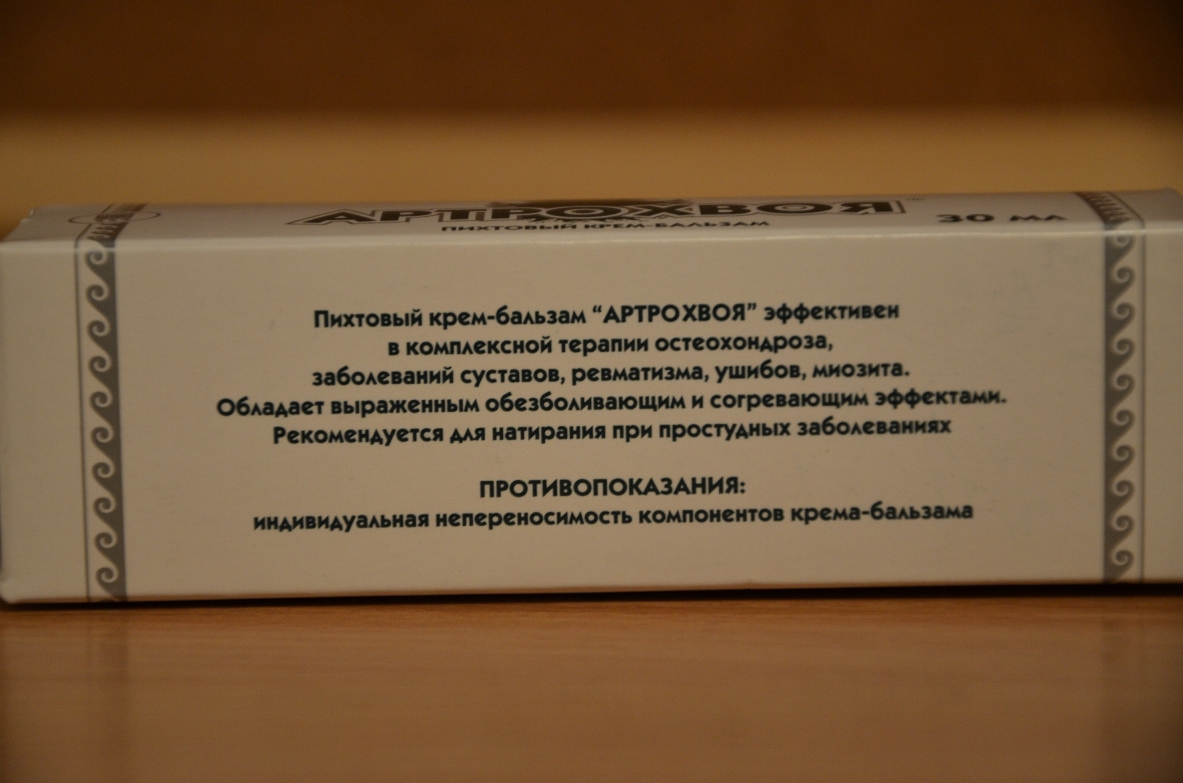 АРТРОХВОЯ
30 мл
ПИХТОВЫЙ КРЕМ-БАЛЬЗАМ
Пихтовый крем-бальзам “АРТРОХВОЯ” эффективен
в комплексной терапии остеохондроза,
заболеваний суставов, ревматизма, ушибов, миозита.
Обладает выраженным обезболивающим и согревающим эффектами.
Рекомендуется для натирания при простудных заболеваниях
ПРОТИВОПОКАЗАНИЯ:
индивидуальная непереносимость компонентов крема-бальзама